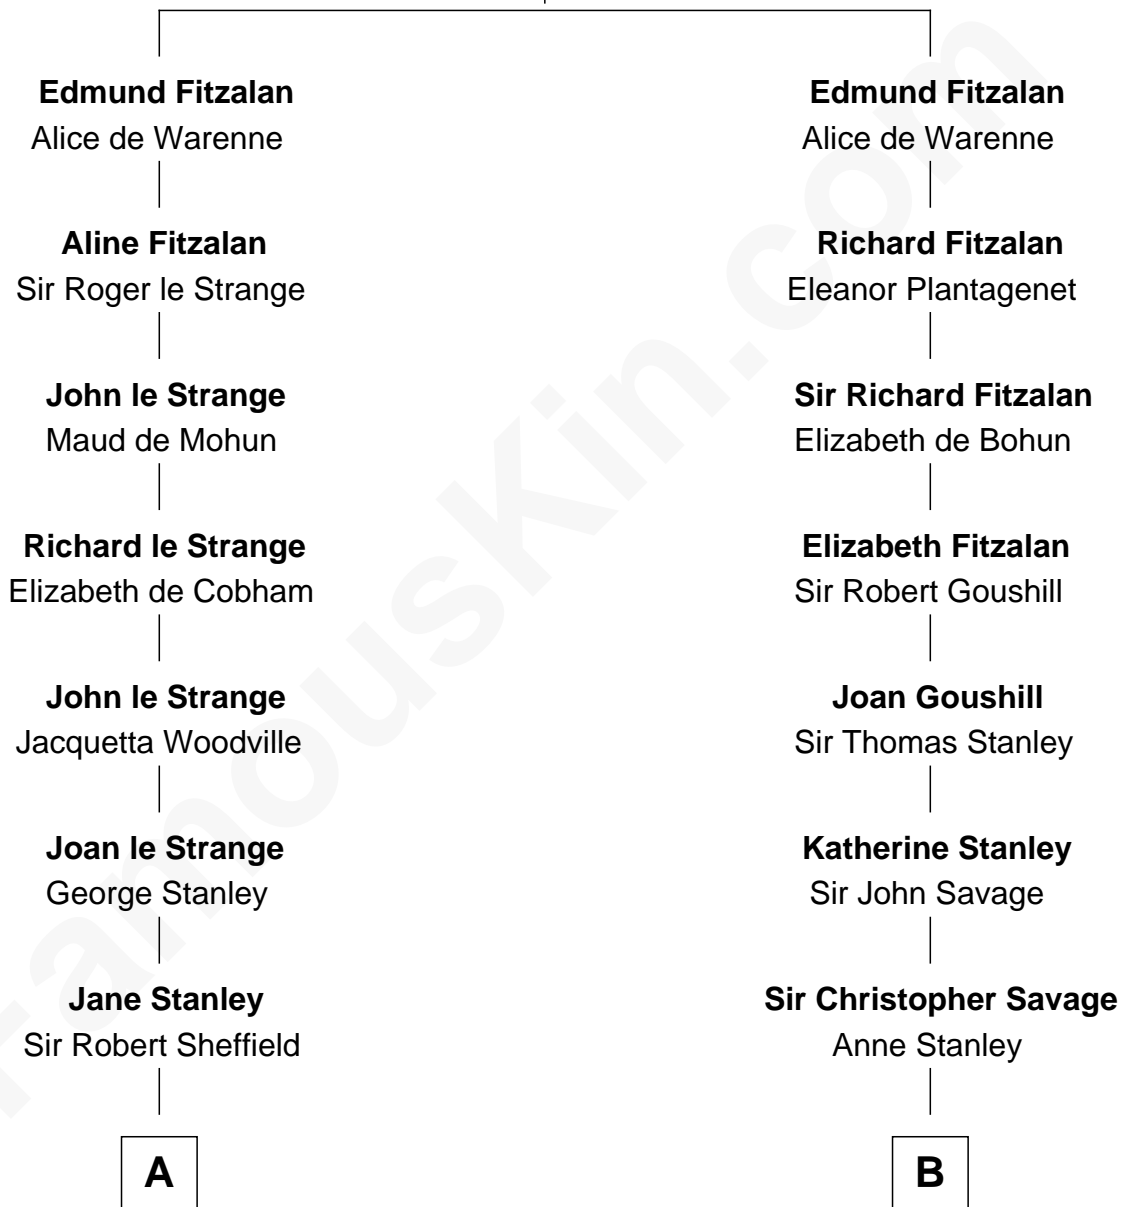 Edmund Fitzalan
Alice de Warenne
Aline Fitzalan
Sir Roger le Strange
John le Strange
Maud de Mohun
Richard le Strange
Elizabeth de Cobham
John le Strange
Jacquetta Woodville
Joan le Strange
George Stanley
Jane Stanley
Sir Robert Sheffield
A
Edmund Fitzalan
Alice de Warenne
Richard Fitzalan
Eleanor Plantagenet
Sir Richard Fitzalan
Elizabeth de Bohun
Elizabeth Fitzalan
Sir Robert Goushill
Joan Goushill
Sir Thomas Stanley
Katherine Stanley
Sir John Savage
Sir Christopher Savage
Anne Stanley
B
FamousKin.com